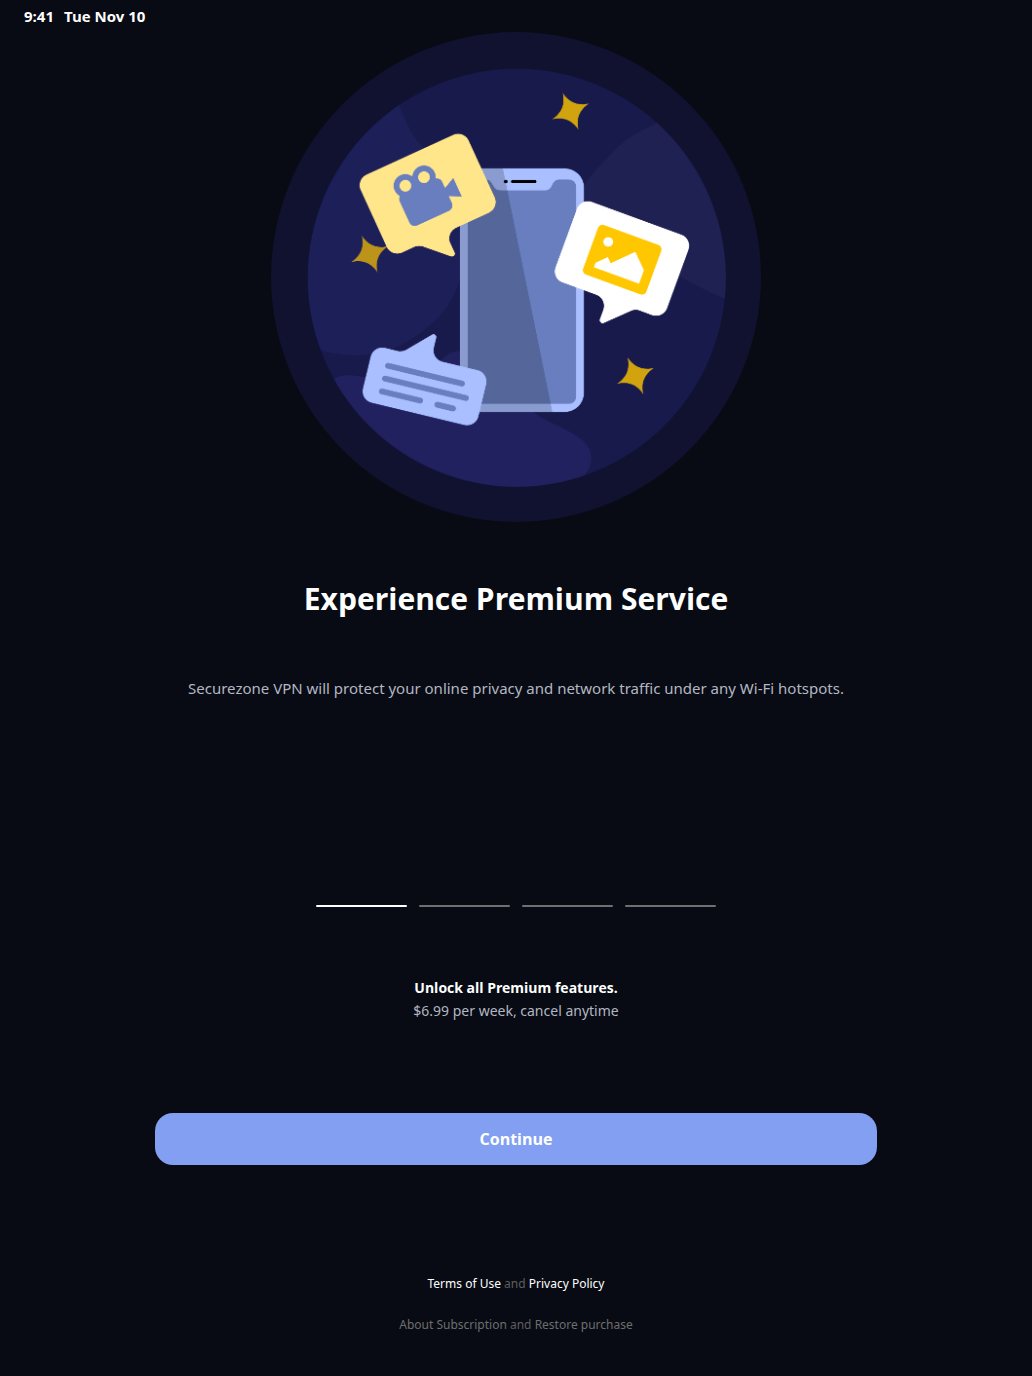 9:41 Tue Nov 10
Experience Premium Service
Securezone VPN will protect your online privacy and network traffic under any Wi-Fi hotspots.
Unlock all Premium features.
$6.99 per week, cancel anytime
Continue
Terms of Use and Privacy Policy
About Subscription and Restore purchase